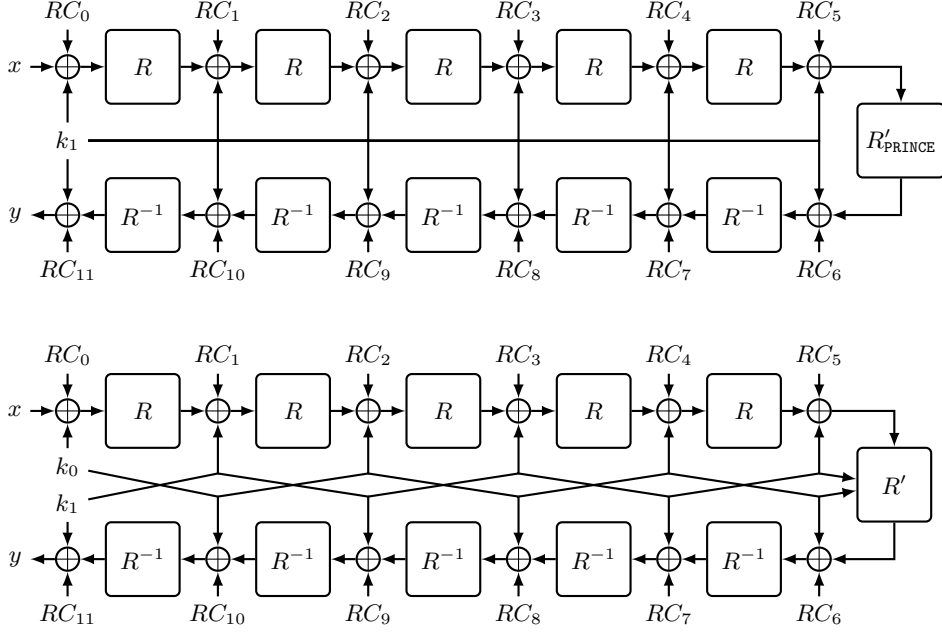 RC₀ RC₁ RC₂ RC₃ RC₄ RC₅
x R R R R R
k₁ R′PRINCE
y R⁻¹ R⁻¹ R⁻¹ R⁻¹ R⁻¹
RC₁₁ RC₁₀ RC₉ RC₈ RC₇ RC₆
RC₀ RC₁ RC₂ RC₃ RC₄ RC₅
x R R R R R
k₀
R′
k₁
y R⁻¹ R⁻¹ R⁻¹ R⁻¹ R⁻¹
RC₁₁ RC₁₀ RC₉ RC₈ RC₇ RC₆